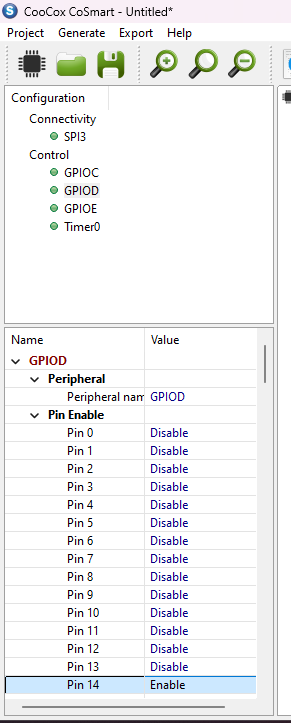 CooCox CoSmart - Untitled*
Project Generate Export Help
Configuration
Connectivity
SPI3
Control
GPIOC
GPIOD
GPIOE
Timer0
Name Value
GPIOD
Peripheral
Peripheral nam GPIOD
Pin Enable
Pin 0 Disable
Pin 1 Disable
Pin 2 Disable
Pin 3 Disable
Pin 4 Disable
Pin 5 Disable
Pin 6 Disable
Pin 7 Disable
Pin 8 Disable
Pin 9 Disable
Pin 10 Disable
Pin 11 Disable
Pin 12 Disable
Pin 13 Disable
Pin 14 Enable